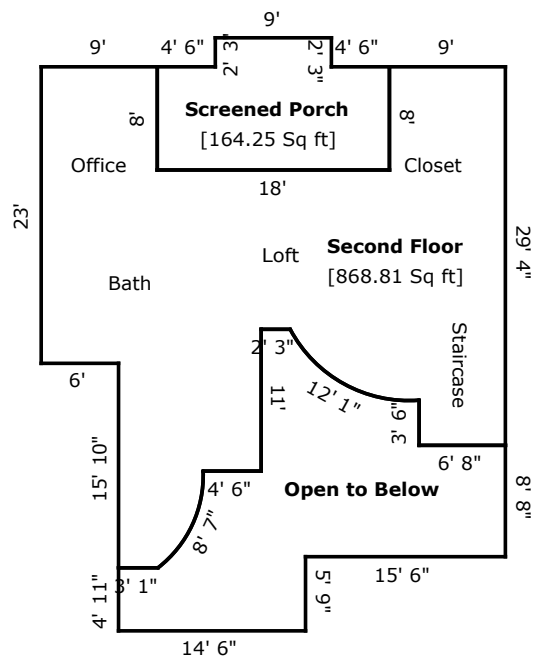 9'
9'
4' 6"
2' 3"
2' 3"
4' 6"
9'
8'
Screened Porch
[164.25 Sq ft]
8'
Office
Closet
18'
23'
Loft
Second Floor
[868.81 Sq ft]
29' 4"
Bath
2' 3"
Staircase
6'
11'
12' 1"
3' 9"
6' 8"
15' 10"
4' 6"
Open to Below
8' 8"
8' 7"
3' 1"
4' 11"
5' 9"
15' 6"
14' 6"